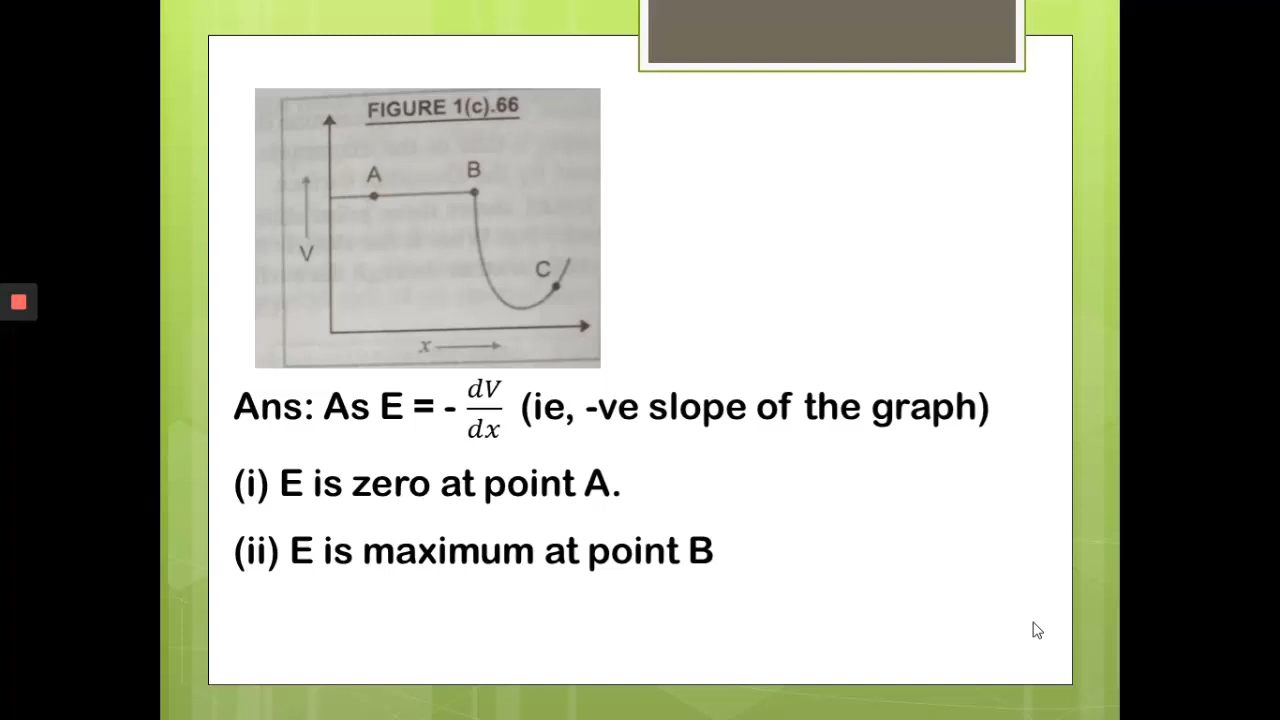 FIGURE 1(c).66
A
B
V
C
x
Ans: As E = - dV/dx (ie, -ve slope of the graph)
(i) E is zero at point A.
(ii) E is maximum at point B